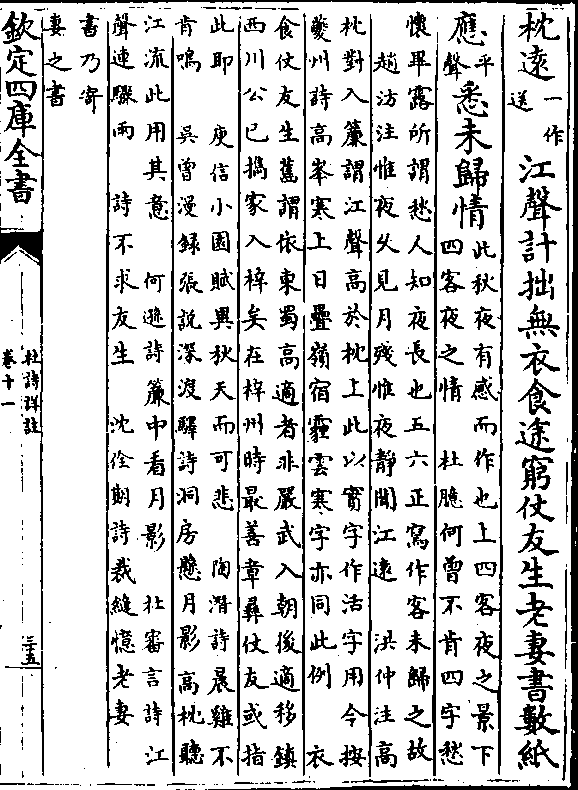 枕遠一作送江聲計拙無衣食途窮仗友生老妻書數紙
應平聲悉未歸情
此秋夜有感而作也上四客夜之景下
四客夜之情　杜臆何曾不肯四字愁
懷畢露所謂愁人知夜長也五六正寫作客未歸之故
趙汸注惟夜久見月殘惟夜靜聞江遠　洪仲注高
枕對入簾謂江聲高於枕上此以實字作活字用今按
夔州詩高峯寒上日疊嶺宿霾雲寒字亦同此例　衣
食仗友生舊謂依東蜀高適者非嚴武入朝後適移鎮
西川公已攜家入梓矣在梓州時最善章彝仗友或指
此耶　庾信小園賦異秋天而可悲　陶潛詩晨雞不
肯鳴　吳曾漫錄張說深渡驛詩洞房懸月影高枕聽
江流此用其意　何遜詩簾中看月影　杜審言詩江
聲連驟雨　詩不求友生　沈佺期詩裁縫憶老妻
書乃寄
妻之書
欽定四庫全書
杜詩詳註
卷十一
三十五